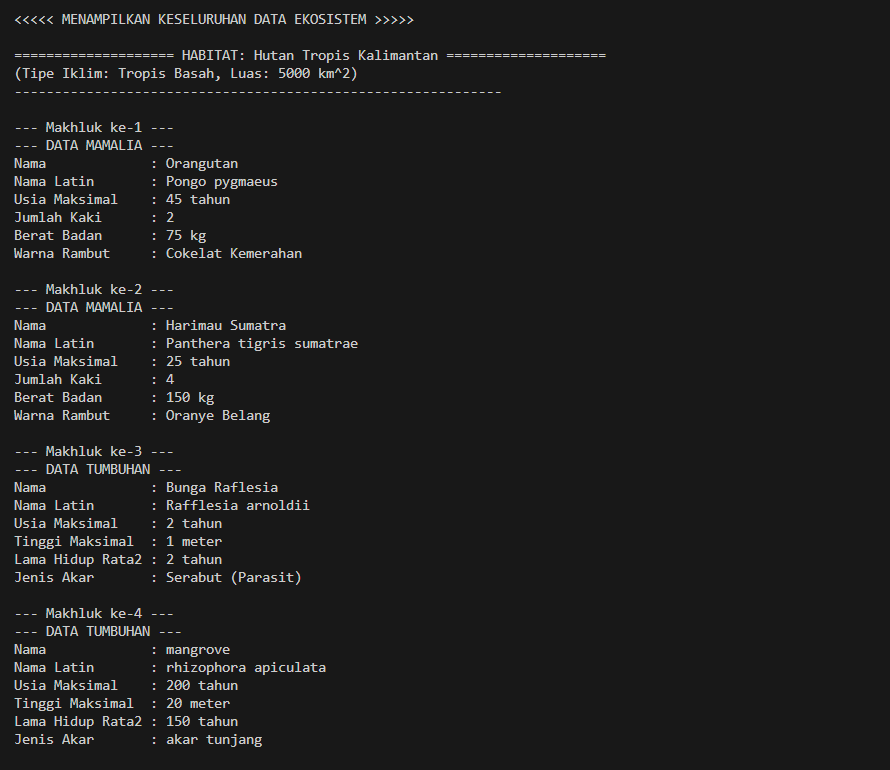 <<<<< MENAMPILKAN KESELURUHAN DATA EKOSISTEM >>>>>
==================== HABITAT: Hutan Tropis Kalimantan ====================
(Tipe Iklim: Tropis Basah, Luas: 5000 km^2)
-------------------------------------------------------------
--- Makhluk ke-1 ---
--- DATA MAMALIA ---
Nama             : Orangutan
Nama Latin       : Pongo pygmaeus
Usia Maksimal    : 45 tahun
Jumlah Kaki      : 2
Berat Badan      : 75 kg
Warna Rambut     : Cokelat Kemerahan
--- Makhluk ke-2 ---
--- DATA MAMALIA ---
Nama             : Harimau Sumatra
Nama Latin       : Panthera tigris sumatrae
Usia Maksimal    : 25 tahun
Jumlah Kaki      : 4
Berat Badan      : 150 kg
Warna Rambut     : Oranye Belang
--- Makhluk ke-3 ---
--- DATA TUMBUHAN ---
Nama             : Bunga Raflesia
Nama Latin       : Rafflesia arnoldii
Usia Maksimal    : 2 tahun
Tinggi Maksimal  : 1 meter
Lama Hidup Rata2 : 2 tahun
Jenis Akar       : Serabut (Parasit)
--- Makhluk ke-4 ---
--- DATA TUMBUHAN ---
Nama             : mangrove
Nama Latin       : rhizophora apiculata
Usia Maksimal    : 200 tahun
Tinggi Maksimal  : 20 meter
Lama Hidup Rata2 : 150 tahun
Jenis Akar       : akar tunjang